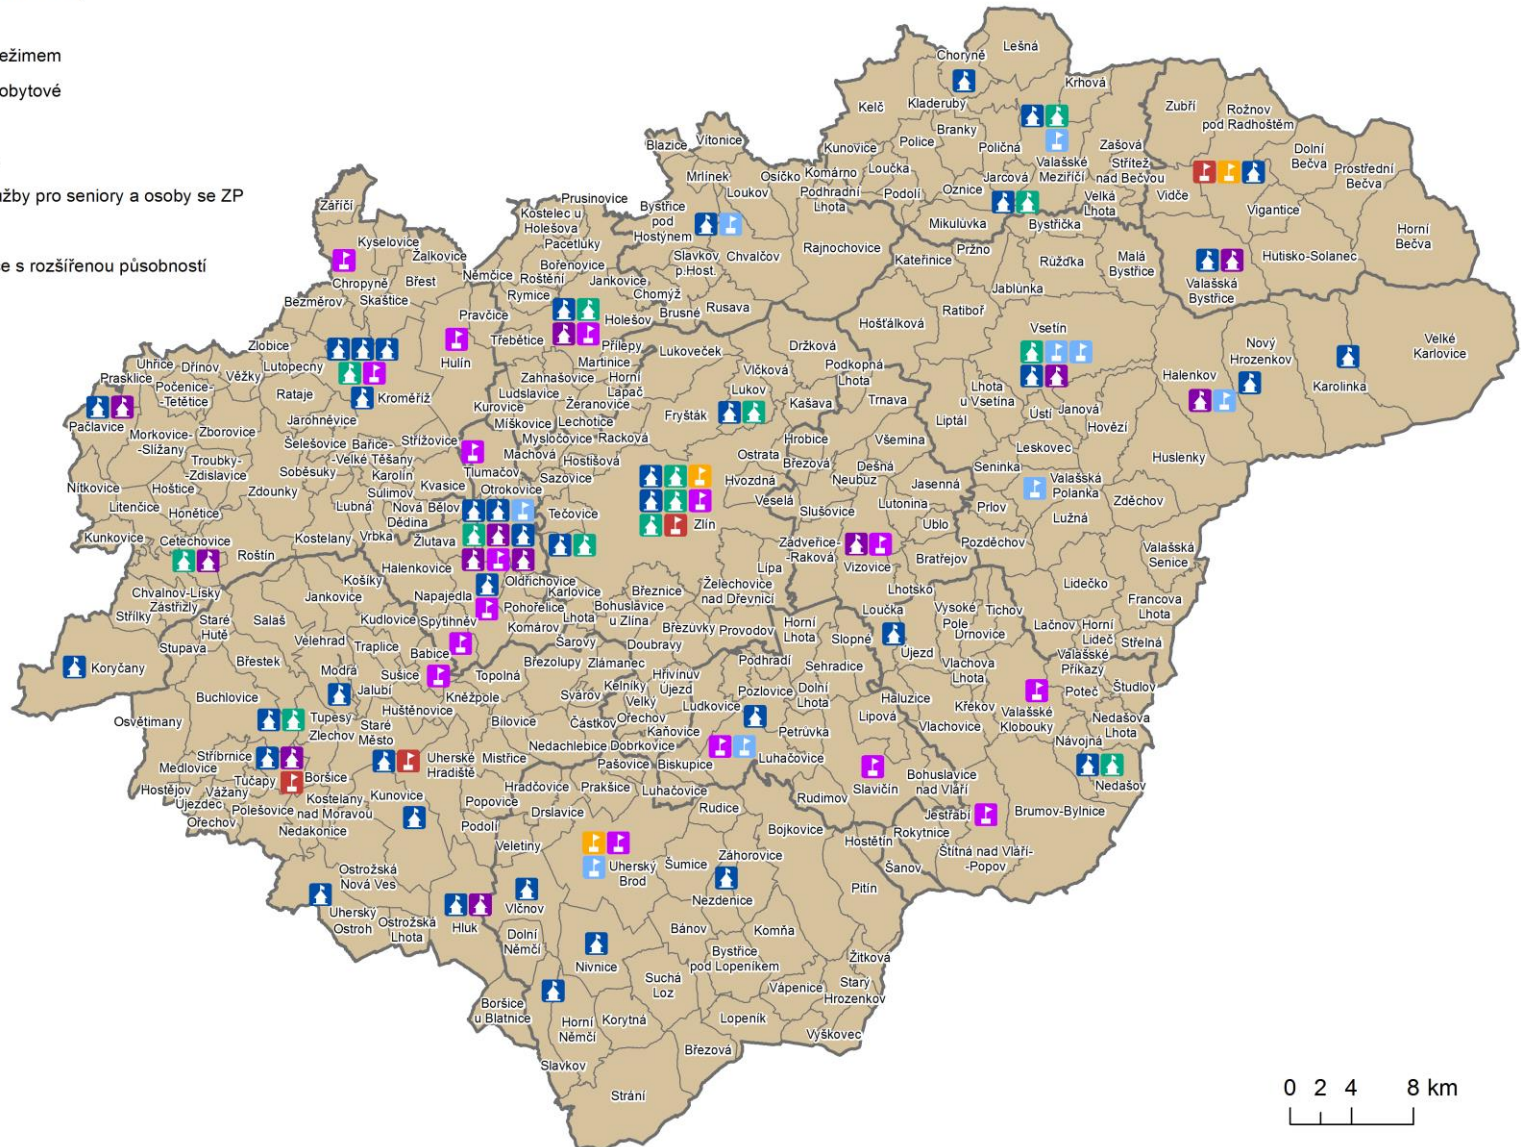 ežimem
obytové
užby pro seniory a osoby se ZP
e s rozšířenou působností
Lešná
Choryně
Krhová
Kelč
Kladeruby
Zubří
Rožnov
pod Radhoštěm
Branky
Police
Poličná
Zašová
Blazice
Vítonice
Kunovice
Valašské
Meziříčí
Střítež
nad Bečvou
Dolní
Bečva
Prostřední
Bečva
Mrlínek
Osíčko
Komárno
Loučka
Jarcová
Loukov
Podhradní
Lhota
Podolí
Oznice
Velká
Lhota
Vidče
Vigantice
Prusinovice
Záříčí
Kostelec u
Holešova
Bystřice
pod
Hostýnem
Mikulůvka
Bystřička
Horní
Bečva
Kyselovice
Pacetluky
Rajnochovice
Pržno
Žalkovice
Bořenovice
Slavkov
p.Host.
Chvalčov
Kateřinice
Růžďka
Malá
Bystřice
Hutisko-Solanec
Chropyně
Břest
Němčice
Roštění
Jankovice
Jablunka
Valašská
Bystřice
Bezměrov
Skaštice
Rymice
Chomýž
Rusava
Ratiboř
Pravčice
Holešov
Brusné
Hošťálková
Vsetín
Třebětice
Přílepy
Lukoveček
Držková
Nový
Hrozenkov
Velké
Karlovice
Zlobice
Hulín
Martinice
Podkopná
Lhota
Uhřice
Dřínov
Lutopecny
Zahnašovice
Horní
Lapač
Vlčková
Halenkov
Prasklice
Věžky
Ludslavice
Lukov
Lhota
u Vsetína
Karolinka
Počenice-
-Tetětice
Rataje
Kroměříž
Kurovice
Žeranovice
Kašava
Trnava
Ústí
Janová
Pačlavice
Jarohněvice
Míškovice
Lechotice
Fryšták
Liptál
Hovězí
Morkovice-
-Slížany
Zborovice
Šelešovice
Bařice-
-Velké Těšany
Střížovice
Mysločovice
Racková
Hrobice
Všemina
Leskovec
Machová
Hostišová
Ostrata
Březová
Huslenky
Troubky-
-Zdislavice
Soběsuky
Karolín
Tlumačov
Sazovice
Hvozdná
Dešná
Neubuz
Jasenná
Seninka
Valašská
Polanka
Nítkovice
Hoštice
Zdounky
Sulimov
Kvasice
Otrokovice
Veselá
Lutonina
Prlov
Zděchov
Litenčice
Honětice
Lubná
Nová
Dědina
Bělov
Tečovice
Zlín
Slušovice
Ublo
Lužná
Kunkovice
Cetechovice
Kostelany
Vrbka
Žlutava
Zádveřice-
-Raková
Vizovice
Bratřejov
Pozděchov
Valašská
Senice
Roštín
Halenkovice
Lípa
Lhotsko
Lidečko
Košíky
Oldřichovice
Karlovice
Březnice
Želechovice
nad Dřevnicí
Chvalnov-Lísky
Zástřizly
Jankovice
Napajedla
Pohořelice
Lhota
Bohuslavice
u Zlína
Loučka
Vysoké
Pole
Tichov
Francova
Lhota
Střílky
Staré
Hutě
Salaš
Kudlovice
Spytihněv
Komárov
Březůvky
Provodov
Horní
Lhota
Slopné
Drnovice
Lačnov
Horní
Lideč
Střelná
Stupava
Velehrad
Traplice
Babice
Šarovy
Doubravy
Újezd
Valašské
Příkazy
Koryčany
Břestek
Modrá
Sušice
Topolná
Březolupy
Zlámanec
Podhradí
Sehradice
Vlachova
Lhota
Hřivínův
Újezd
Buchlovice
Jalubí
Kněžpole
Svárov
Kelníky
Velký
Ořechov
Pozlovice
Dolní
Lhota
Haluzice
Křekov
Valašské
Klobouky
Poteč
Študlov
Osvětimany
Tupesy
Huštěnovice
Ludkovice
Zlechov
Staré
Město
Bílovice
Částkov
Kaňovice
Petrůvka
Lipová
Vlachovice
Nedašova
Lhota
Návojná
Stříbrnice
Uherské
Hradiště
Mistřice
Nedachlebice
Dobrkovice
Medlovice
Pašovice
Biskupice
Luhačovice
Nedašov
Tučapy
Boršice
Hradčovice
Prakšice
Luhačovice
Slavičín
Bohuslavice
nad Vláří
Hostějov
Vážany
Újezdec
Kostelany
nad Moravou
Kunovice
Popovice
Rudimov
Polešovice
Drslavice
Rudice
Jestřabí
Brumov-Bylnice
Ořechov
Nedakonice
Podolí
Bojkovice
Rokytnice
Veletiny
Hostětín
Ostrožská
Nová Ves
Uherský
Brod
Šumice
Záhorovice
Šanov
Štítná nad Vláří-
-Popov
Pitín
Uherský
Ostroh
Ostrožská
Lhota
Hluk
Vlčnov
Nezdenice
Dolní
Němčí
Bánov
Komňa
Nivnice
Bystřice
pod Lopeníkem
Žitková
Suchá
Loz
Vápenice
Starý
Hrozenkov
Boršice
u Blatnice
Horní
Němčí
Korytná
Lopeník
Vyškovec
Březová
Slavkov
Strání
0 2 4 8 km